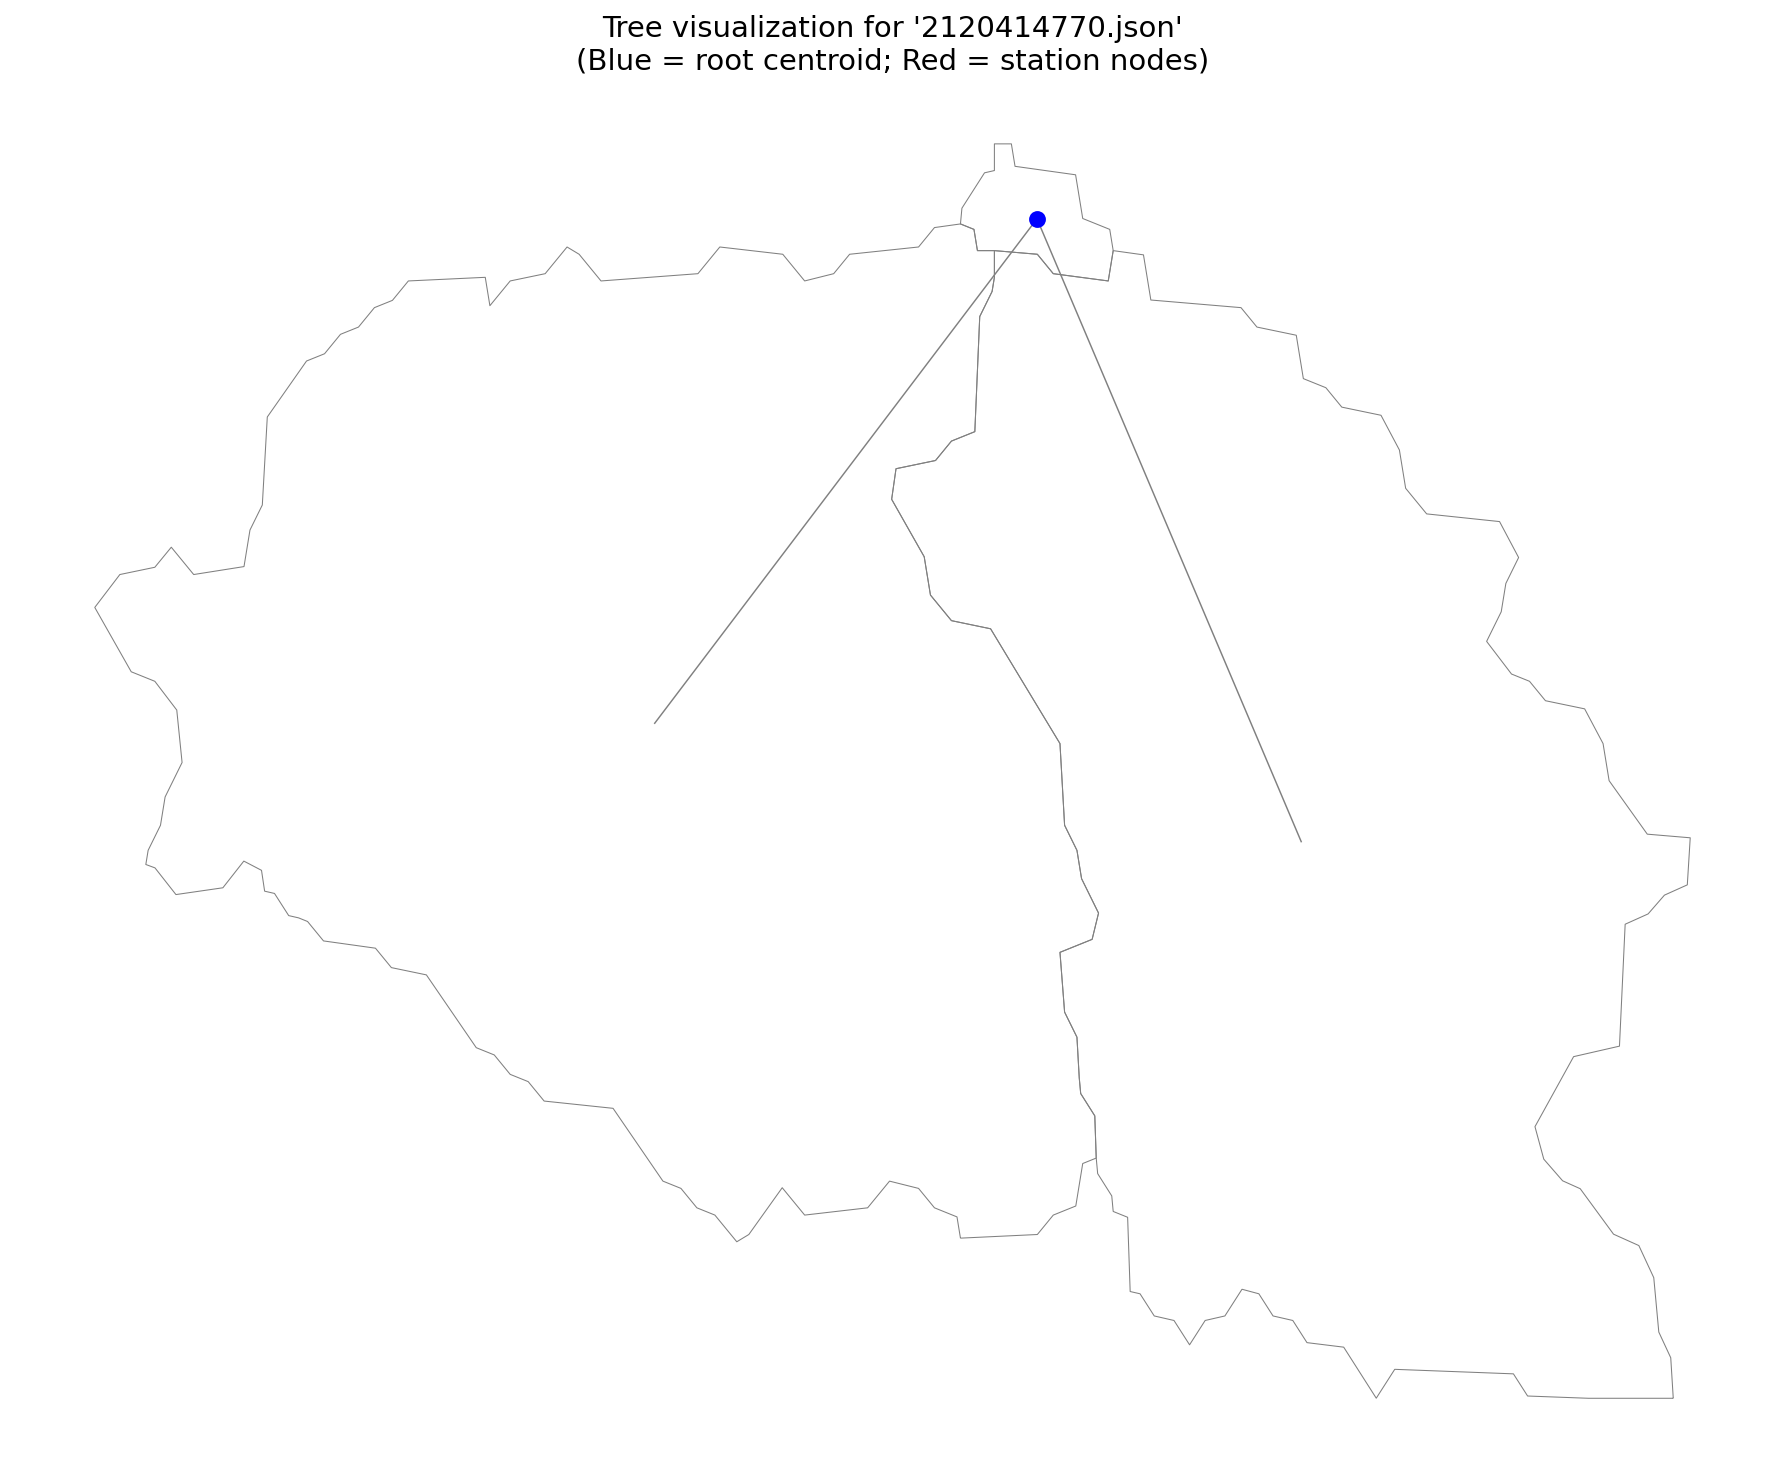 Tree visualization for '2120414770.json'
(Blue = root centroid; Red = station nodes)